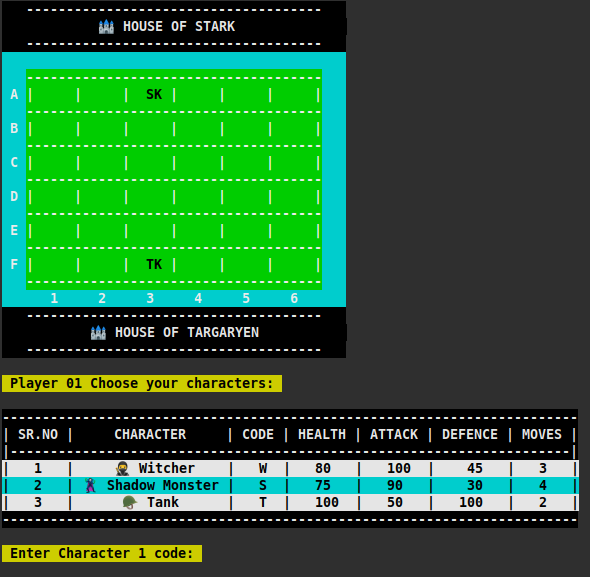 🏰 HOUSE OF STARK
A | | | SK | | | |
B | | | | | | |
C | | | | | | |
D | | | | | | |
E | | | | | | |
F | | | TK | | | |
1 2 3 4 5 6
🏰 HOUSE OF TARGARYEN
Player 01 Choose your characters:
| SR.NO | CHARACTER | CODE | HEALTH | ATTACK | DEFENCE | MOVES |
| 1 | Witcher | W | 80 | 100 | 45 | 3 |
| 2 | Shadow Monster | S | 75 | 90 | 30 | 4 |
| 3 | Tank | T | 100 | 50 | 100 | 2 |
Enter Character 1 code: